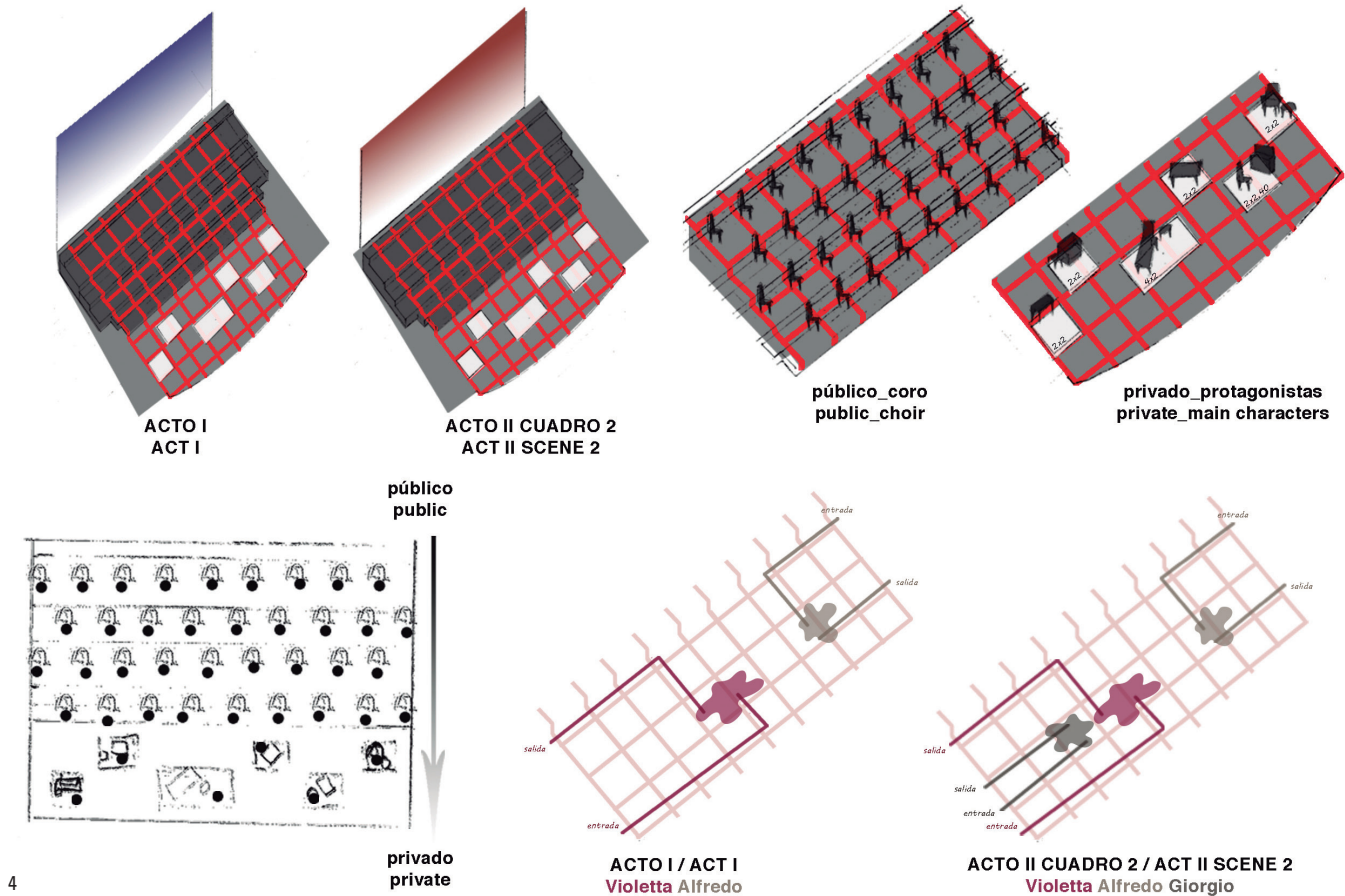 2x2
2x2
2x2x40
2x2
4x2
2x2
público_coro
public_choir
privado_protagonistas
private_main characters
ACTO I
ACT I
ACTO II CUADRO 2
ACT II SCENE 2
público
public
privado
private
entrada
salida
salida
entrada
ACTO I / ACT I
Violetta Alfredo
entrada
salida
salida
salida
entrada
entrada
ACTO II CUADRO 2 / ACT II SCENE 2
Violetta Alfredo Giorgio
4